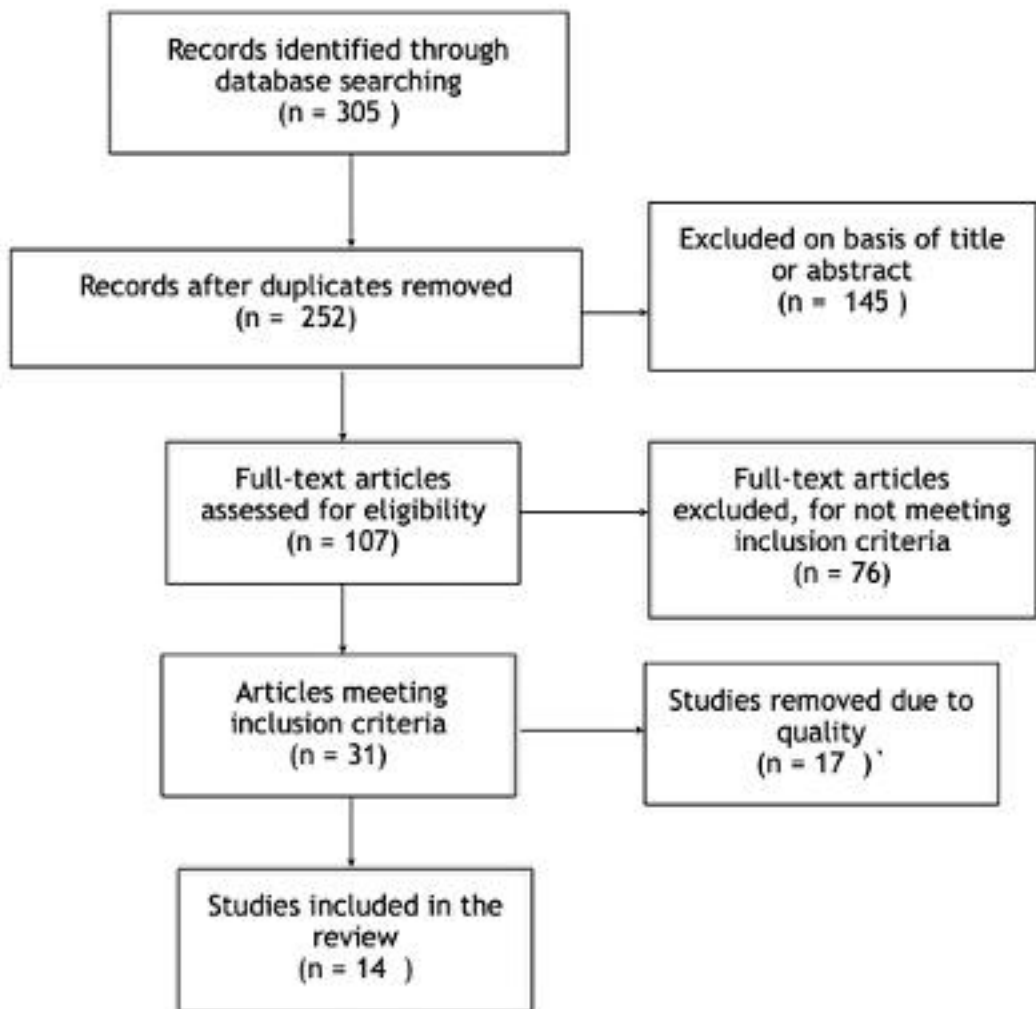 Records identified through
database searching
(n = 305 )
Records after duplicates removed
(n =  252)
Excluded on basis of title
or abstract
(n =  145 )
Full-text articles
assessed for eligibility
(n = 107)
Full-text articles
excluded, for not meeting
inclusion criteria
(n = 76)
Articles meeting
inclusion criteria
(n = 31)
Studies removed due to
quality
(n = 17  )`
Studies included in the
review
(n = 14  )